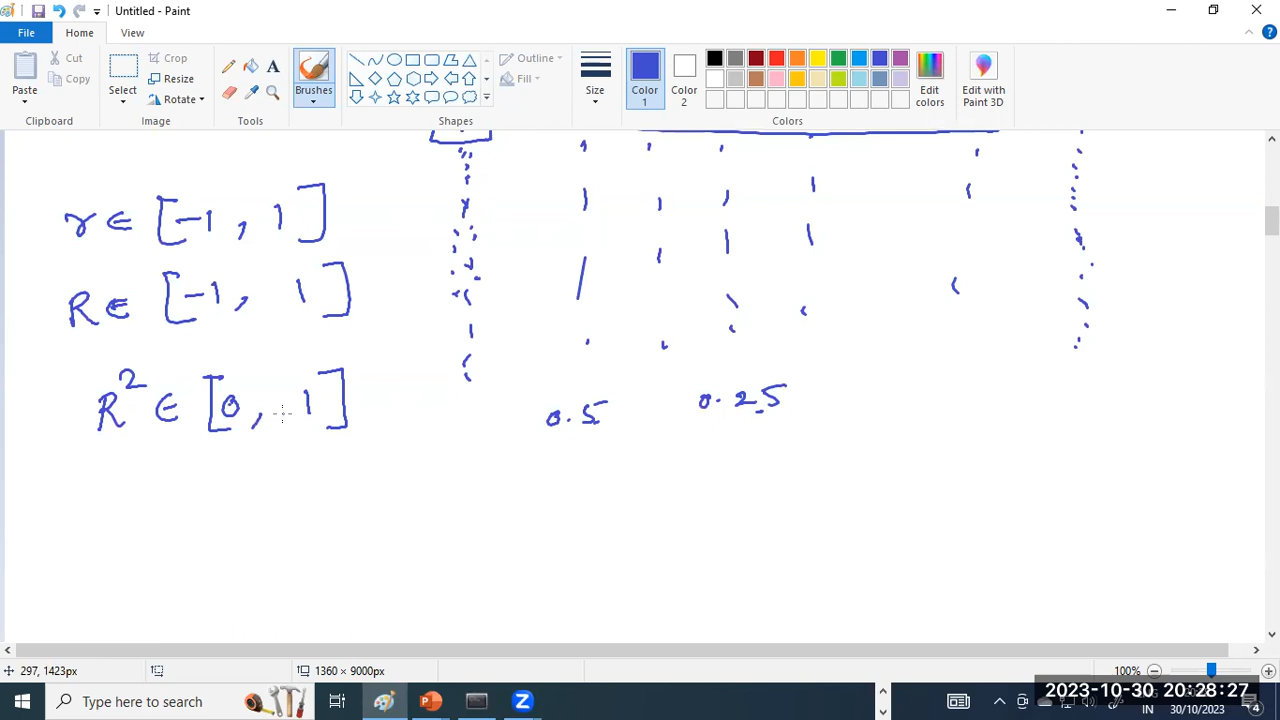 Untitled - Paint
File Home View
Paste
Cut
Copy
Clipboard
Select
Crop
Resize
Rotate
Image
A
Tools
Brushes
Outline
Fill
Shapes
Size
Color 1
Color 2
Edit colors
Colors
Edit with Paint 3D
r ∈ [-1, 1]
R ∈ [-1, 1]
R² ∈ [0, 1]
0.5
0.25
297, 1423px
1360 × 9000px
100%
Type here to search
2023-10-30 20:28:27
IN
30/10/2023
4